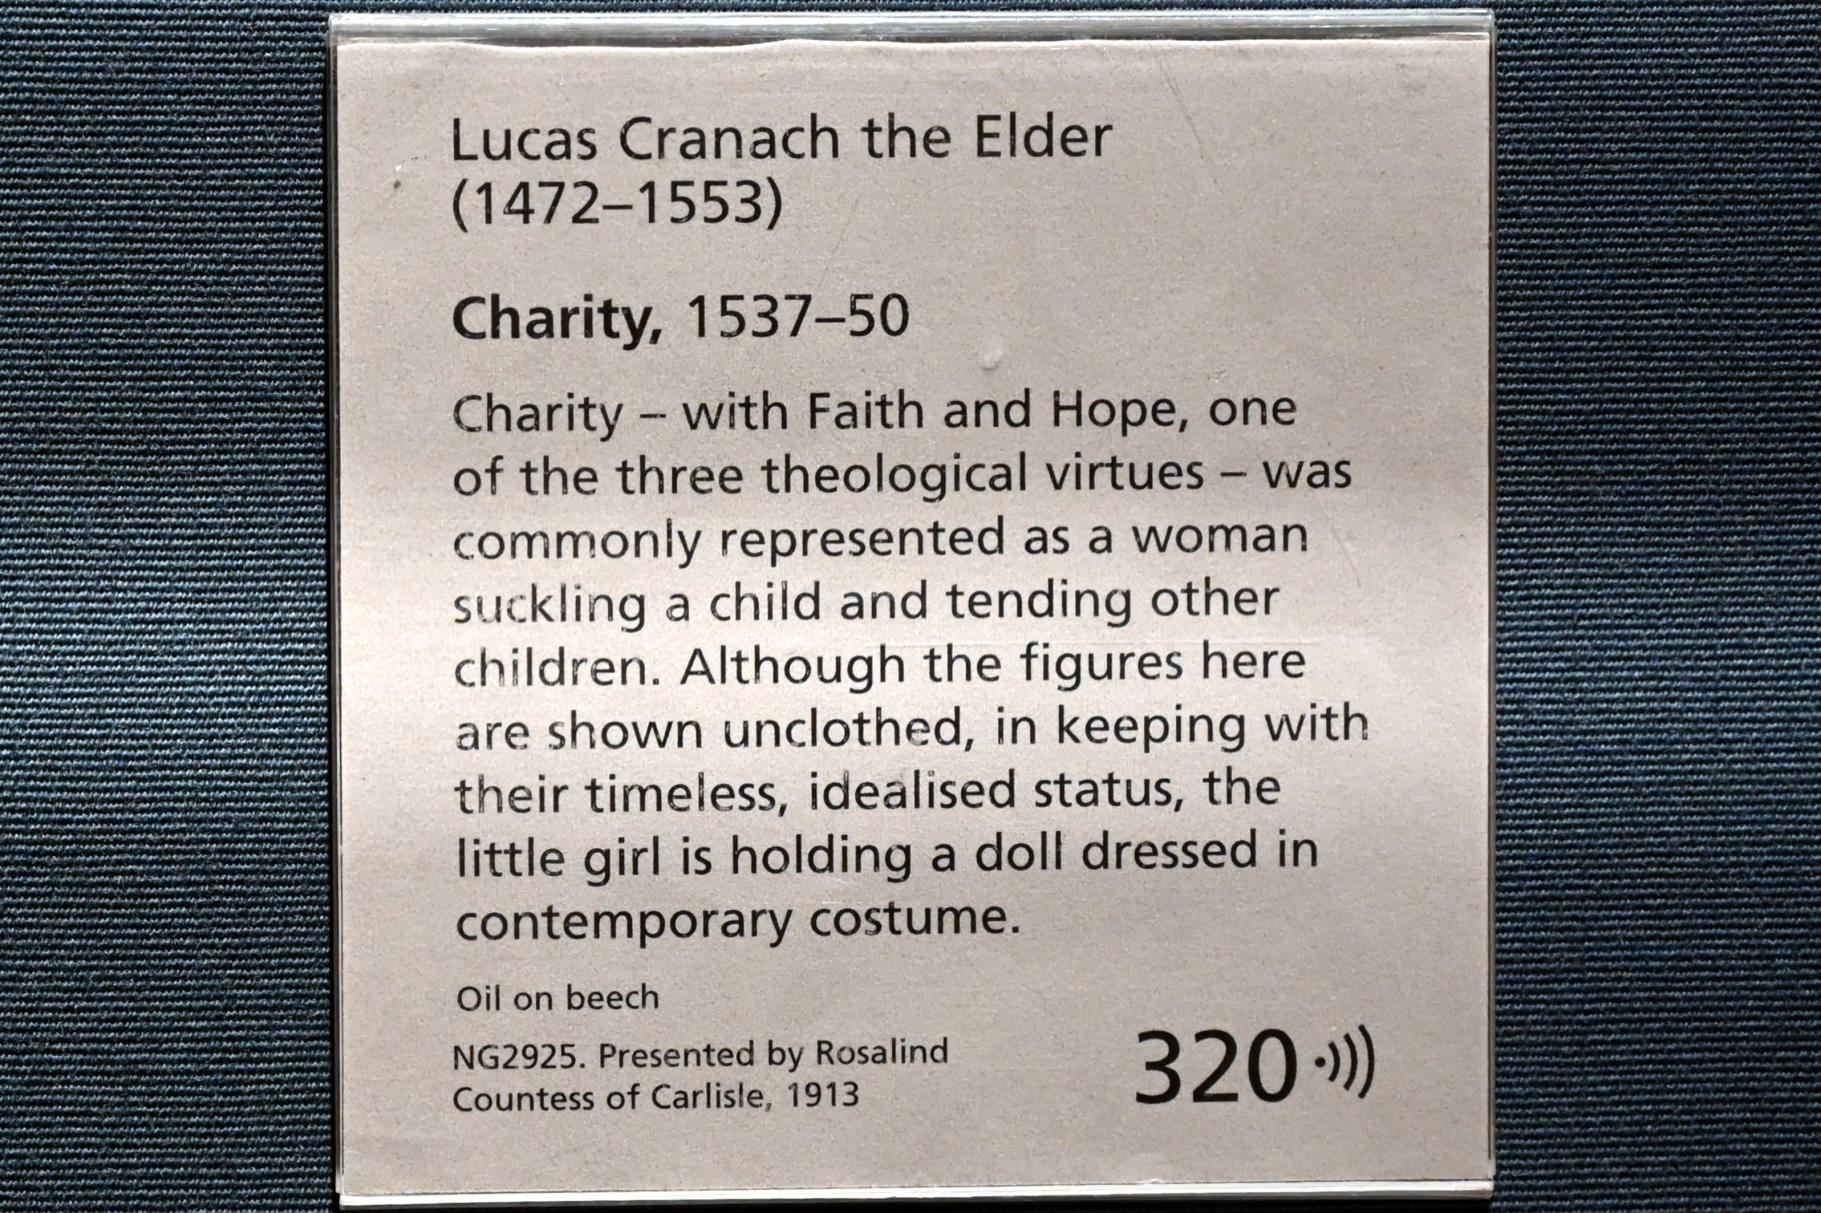 Lucas Cranach the Elder
(1472–1553)
Charity, 1537–50
Charity – with Faith and Hope, one
of the three theological virtues – was
commonly represented as a woman
suckling a child and tending other
children. Although the figures here
are shown unclothed, in keeping with
their timeless, idealised status, the
little girl is holding a doll dressed in
contemporary costume.
Oil on beech
NG2925. Presented by Rosalind
Countess of Carlisle, 1913
320